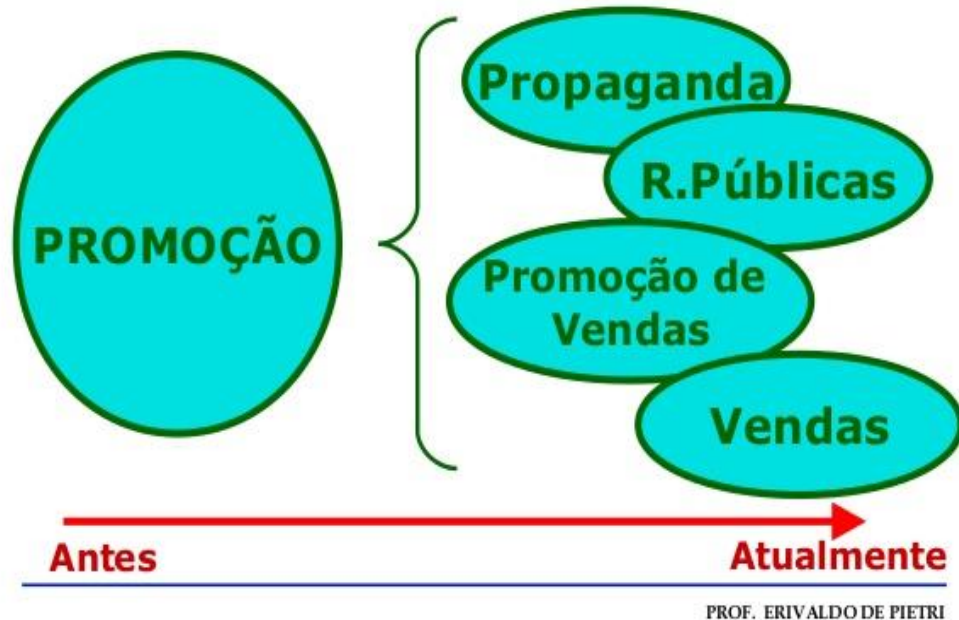 PROMOÇÃO
Propaganda
R.Públicas
Promoção de
Vendas
Vendas
Antes
Atualmente
PROF. ERIVALDO DE PIETRI